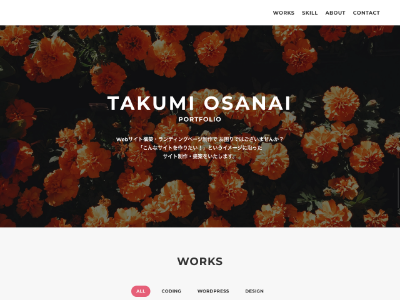 WORKS SKILL ABOUT CONTACT
TAKUMI OSANAI
PORTFOLIO
Webサイト構築・ランディングページ制作で お困りではございませんか？
「こんなサイトを作りたい！」というイメージに沿った
サイト制作・提案をいたします。
WORKS
ALL CODING WORDPRESS DESIGN